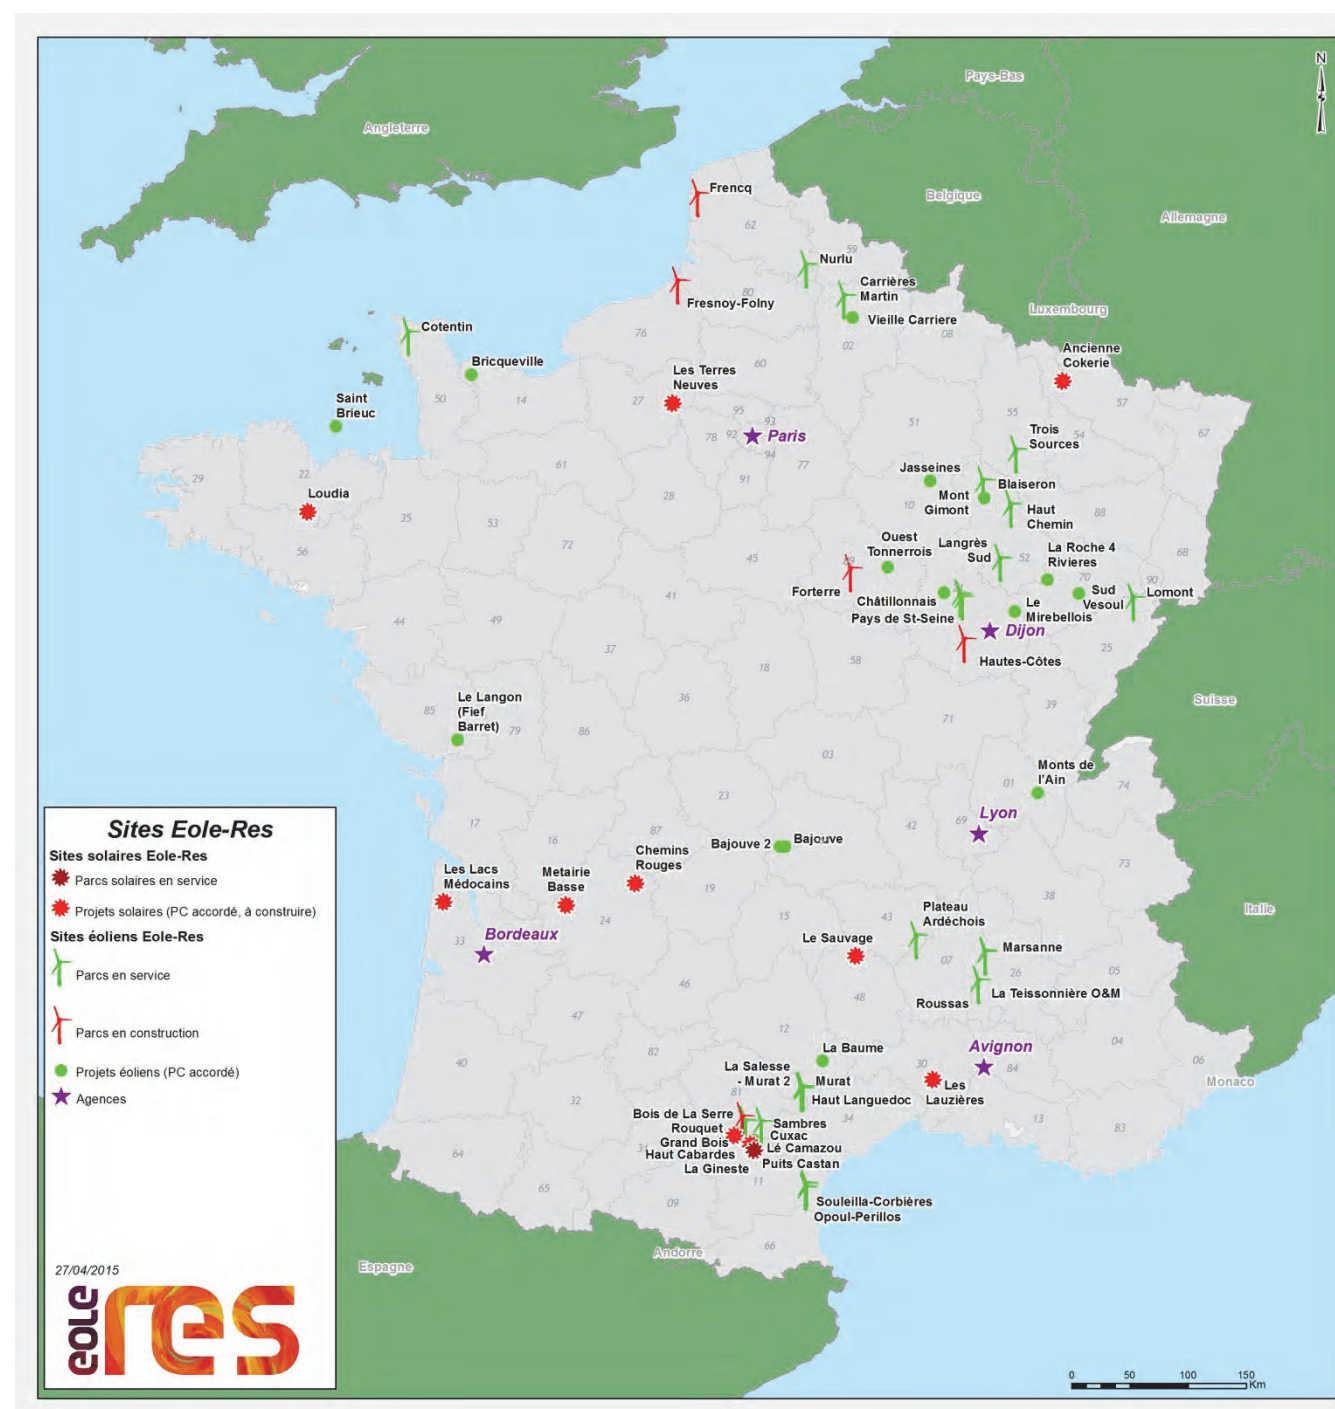 N
Pays-Bas
Angleterre
Belgique
Allemagne
Frencq
62
59
Nurlu
Carrières
Martin
Vieille Carriere
80
Fresnoy-Folny
Luxembourg
Cotentin
76
02
08
Ancienne
Cokerie
Bricqueville
60
Les Terres
Neuves
50
14
27
57
Saint
Brieuc
95
93
55
51
54
67
78
92
Paris
94
77
Trois
Sources
61
29
22
91
Jasseines
Blaiseron
Mont
Gimont
10
Loudia
28
Haut
Chemin
88
35
53
56
72
45
Ouest
Tonnerrois
Langrès
Sud
52
La Roche 4
Rivieres
68
Forterre
Châtillonnais
70
90
Sud
Vesoul
Lomont
Pays de St-Seine
Le
Mirebellois
41
44
49
37
Dijon
25
18
58
Hautes-Côtes
36
Le Langon
(Fief
Barret)
85
79
86
71
39
Suisse
03
Monts de
l'Ain
01
74
23
Lyon
69
42
17
16
87
Chemins
Rouges
Bajouve 2
Bajouve
73
Les Lacs
Médocains
Metairie
Basse
19
38
24
15
43
Plateau
Ardéchois
Italie
33
Bordeaux
Le Sauvage
Marsanne
07
26
05
46
48
Roussas
La Teissonnière O&M
47
12
04
06
82
La Baume
Avignon
40
30
84
Monaco
La Salesse
- Murat 2
Murat
Haut Languedoc
Les
Lauzières
81
34
13
83
32
Bois de La Serre
Rouquet
Grand Bois
Haut Cabardes
La Gineste
Sambres
Cuxac
Lé Camazou
Puits Castan
64
65
11
09
Souleilla-Corbières
Opoul-Perillos
66
Andorre
Espagne
Sites Eole-Res
Sites solaires Eole-Res
Parcs solaires en service
Projets solaires (PC accordé, à construire)
Sites éoliens Eole-Res
Parcs en service
Parcs en construction
Projets éoliens (PC accordé)
Agences
27/04/2015
eole res
0 50 100 150
Km